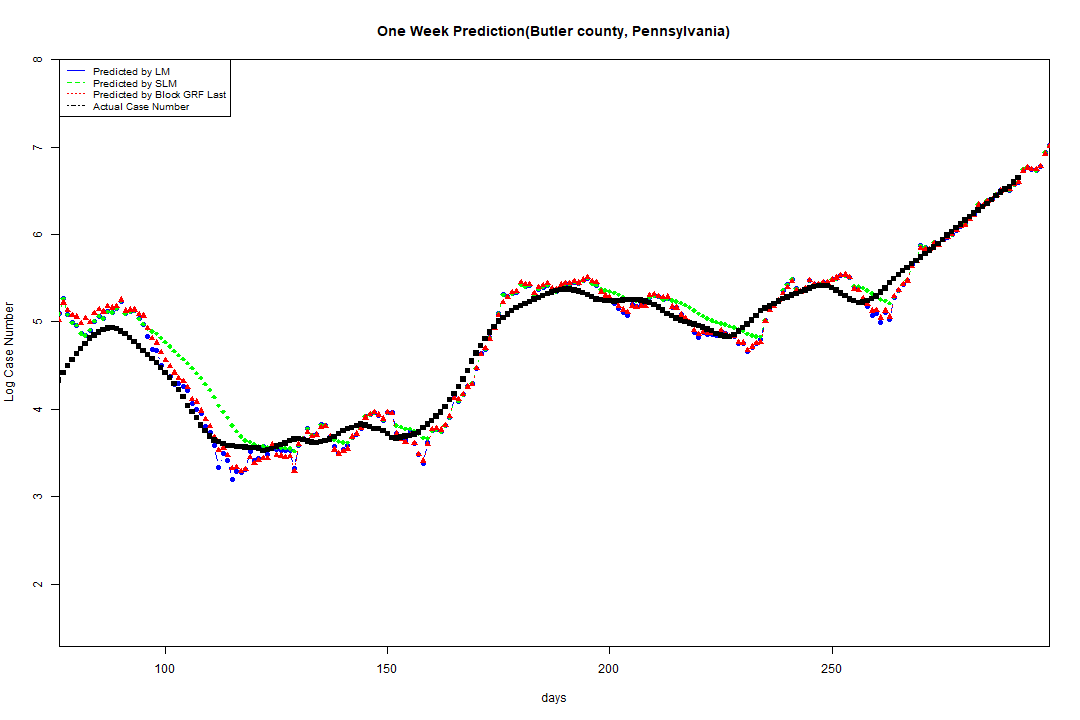 One Week Prediction(Butler county, Pennsylvania)
8
Predicted by LM
Predicted by SLM
Predicted by Block GRF Last
Actual Case Number
7
6
5
4
3
2
Log Case Number
100 150 200 250
days